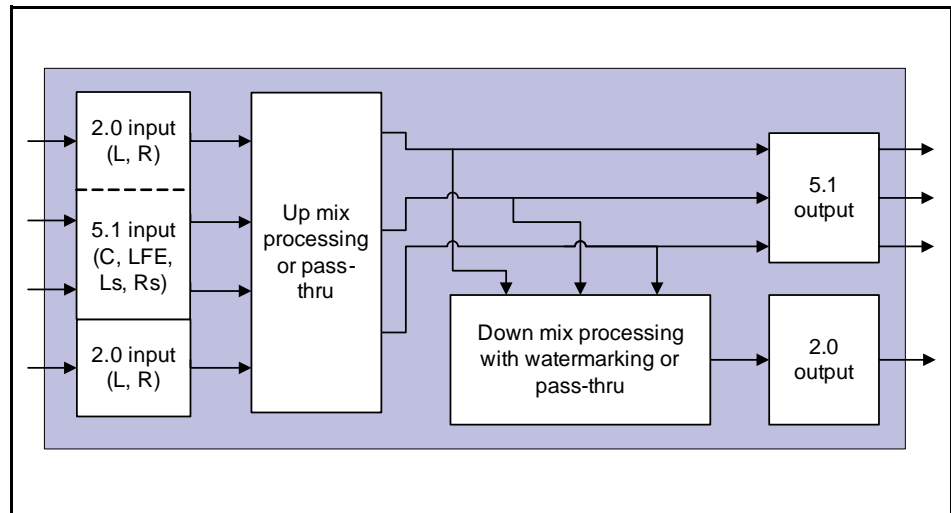 2.0 input
(L, R)
5.1 input
(C, LFE,
Ls, Rs)
2.0 input
(L, R)
Up mix
processing
or pass-
thru
Down mix processing
with watermarking or
pass-thru
5.1
output
2.0
output